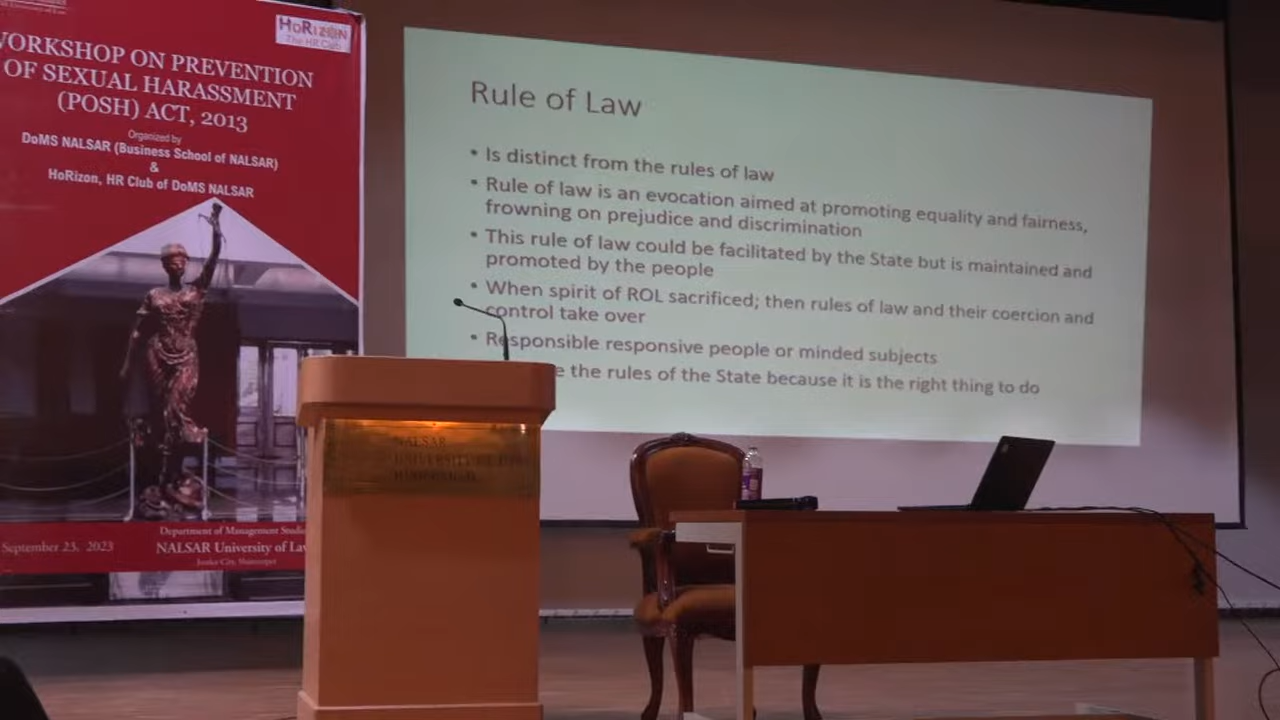 HORIZON
The HR Club
WORKSHOP ON PREVENTION
OF SEXUAL HARASSMENT
(POSH) ACT, 2013
Organized by
DoMS NALSAR (Business School of NALSAR)
&
HoRizon, HR Club of DoMS NALSAR
September 23, 2023
Department of Management
NALSAR University of
Rule of Law
• Is distinct from the rules of law
• Rule of law is an evocation aimed at promoting equality and fairness,
frowning on prejudice and discrimination
• This rule of law could be facilitated by the State but is maintained and
promoted by the people
• When spirit of ROL sacrificed; then rules of law and their coercion and
control take over
• Responsible responsive people or minded subjects
the rules of the State because it is the right thing to do
NALSAR